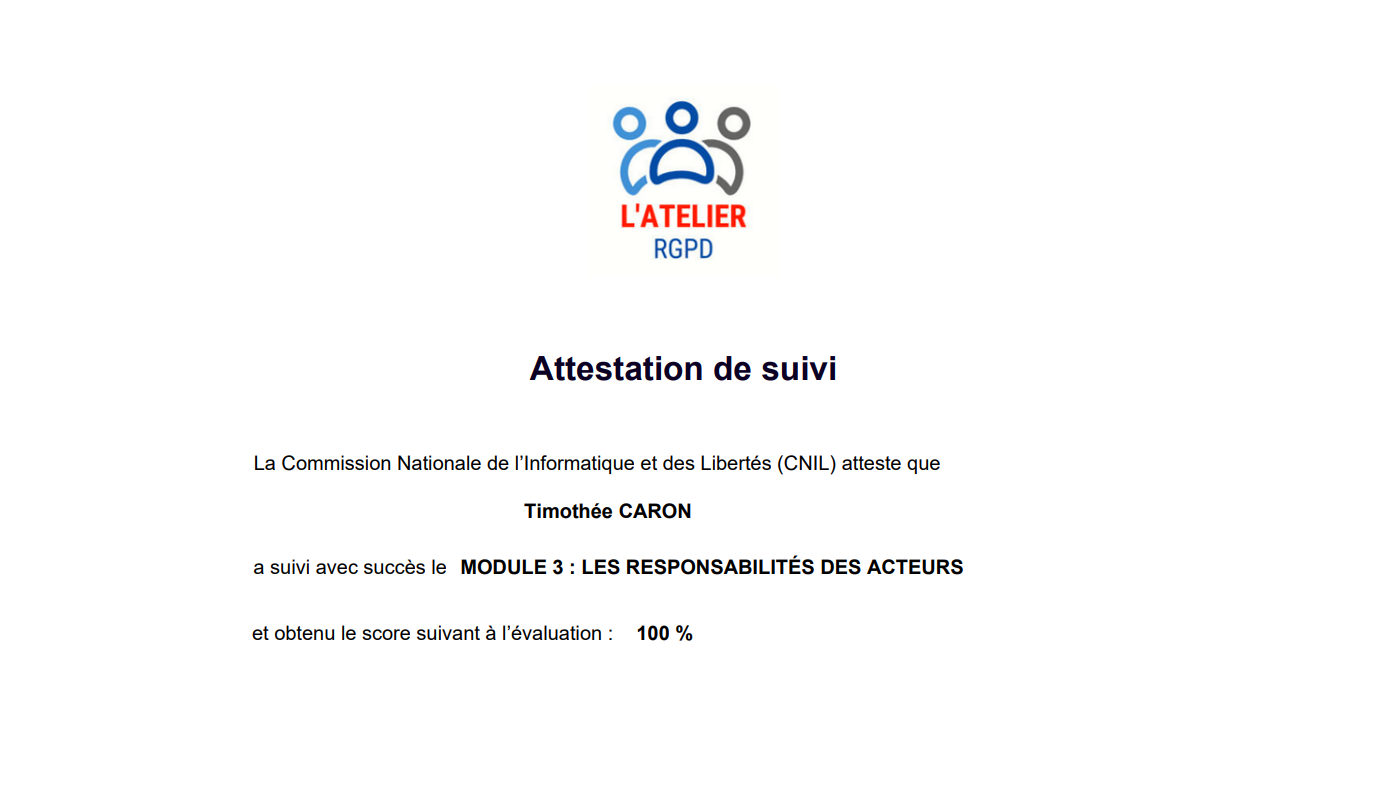 L'ATELIER
RGPD
Attestation de suivi
La Commission Nationale de l’Informatique et des Libertés (CNIL) atteste que
Timothée CARON
a suivi avec succès le MODULE 3 : LES RESPONSABILITÉS DES ACTEURS
et obtenu le score suivant à l’évaluation : 100 %